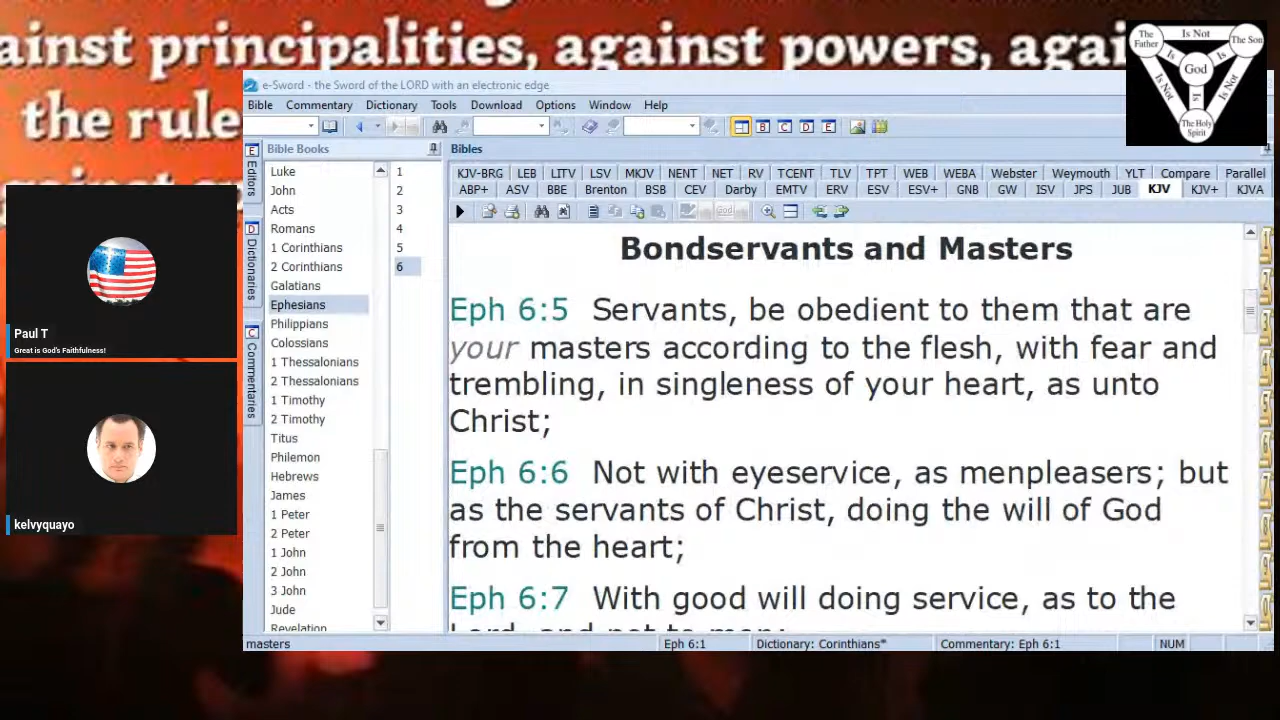 ainst principalities, against powers, agai
the rule
The Father
Is Not
The Son
Is
Is
God
Is Not
Is Not
Is
The Holy Spirit
e-Sword - the Sword of the LORD with an electronic edge
Bible Commentary Dictionary Tools Download Options Window Help
B C D E
Bible Books
Bibles
E Editors
D Dictionaries
C Commentaries
Luke
John
Acts
Romans
1 Corinthians
2 Corinthians
Galatians
Ephesians
Philippians
Colossians
1 Thessalonians
2 Thessalonians
1 Timothy
2 Timothy
Titus
Philemon
Hebrews
James
1 Peter
2 Peter
1 John
2 John
3 John
Jude
Revelation
1
2
3
4
5
6
KJV-BRG LEB LITV LSV MKJV NENT NET RV TCENT TLV TPT WEB WEBA Webster Weymouth YLT Compare Parallel
ABP+ ASV BBE Brenton BSB CEV Darby EMTV ERV ESV ESV+ GNB GW ISV JPS JUB KJV KJV+ KJVA
God
Bondservants and Masters
Eph 6:5 Servants, be obedient to them that are
your masters according to the flesh, with fear and
trembling, in singleness of your heart, as unto
Christ;
Eph 6:6 Not with eyeservice, as menpleasers; but
as the servants of Christ, doing the will of God
from the heart;
Eph 6:7 With good will doing service, as to the
Lord, and not to men:
Paul T
Great is God's Faithfulness!
kelvyquayo
masters
Eph 6:1
Dictionary: Corinthians*
Commentary: Eph 6:1
NUM